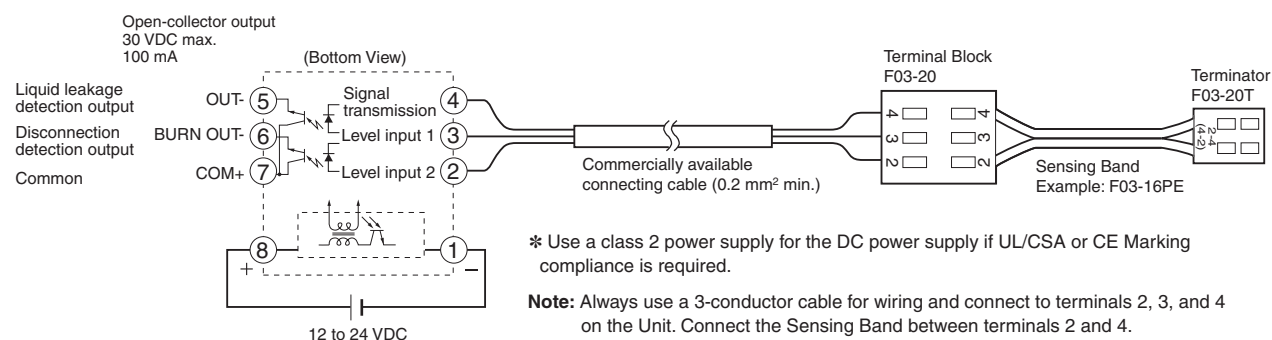 Open-collector output
30 VDC max.
100 mA
(Bottom View)
Liquid leakage
detection output
OUT-
5
Signal
transmission
4
Disconnection
detection output
BURN OUT-
6
Level input 1
3
Common
COM+
7
Level input 2
2
8
1
+
−
12 to 24 VDC
Commercially available
connecting cable (0.2 mm² min.)
Terminal Block
F03-20
4
4
3
3
2
2
Sensing Band
Example: F03-16PE
Terminator
F03-20T
2-4
(4-2)
✻ Use a class 2 power supply for the DC power supply if UL/CSA or CE Marking
compliance is required.
Note: Always use a 3-conductor cable for wiring and connect to terminals 2, 3, and 4
on the Unit. Connect the Sensing Band between terminals 2 and 4.